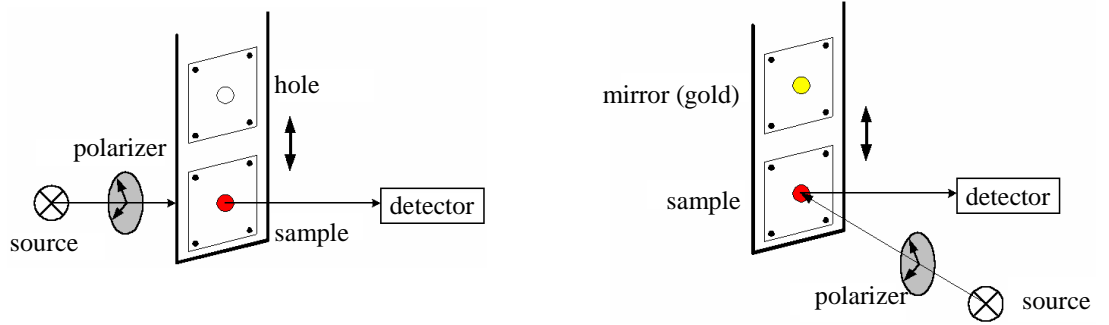 hole
polarizer
detector
source
sample
mirror (gold)
sample
detector
polarizer
source